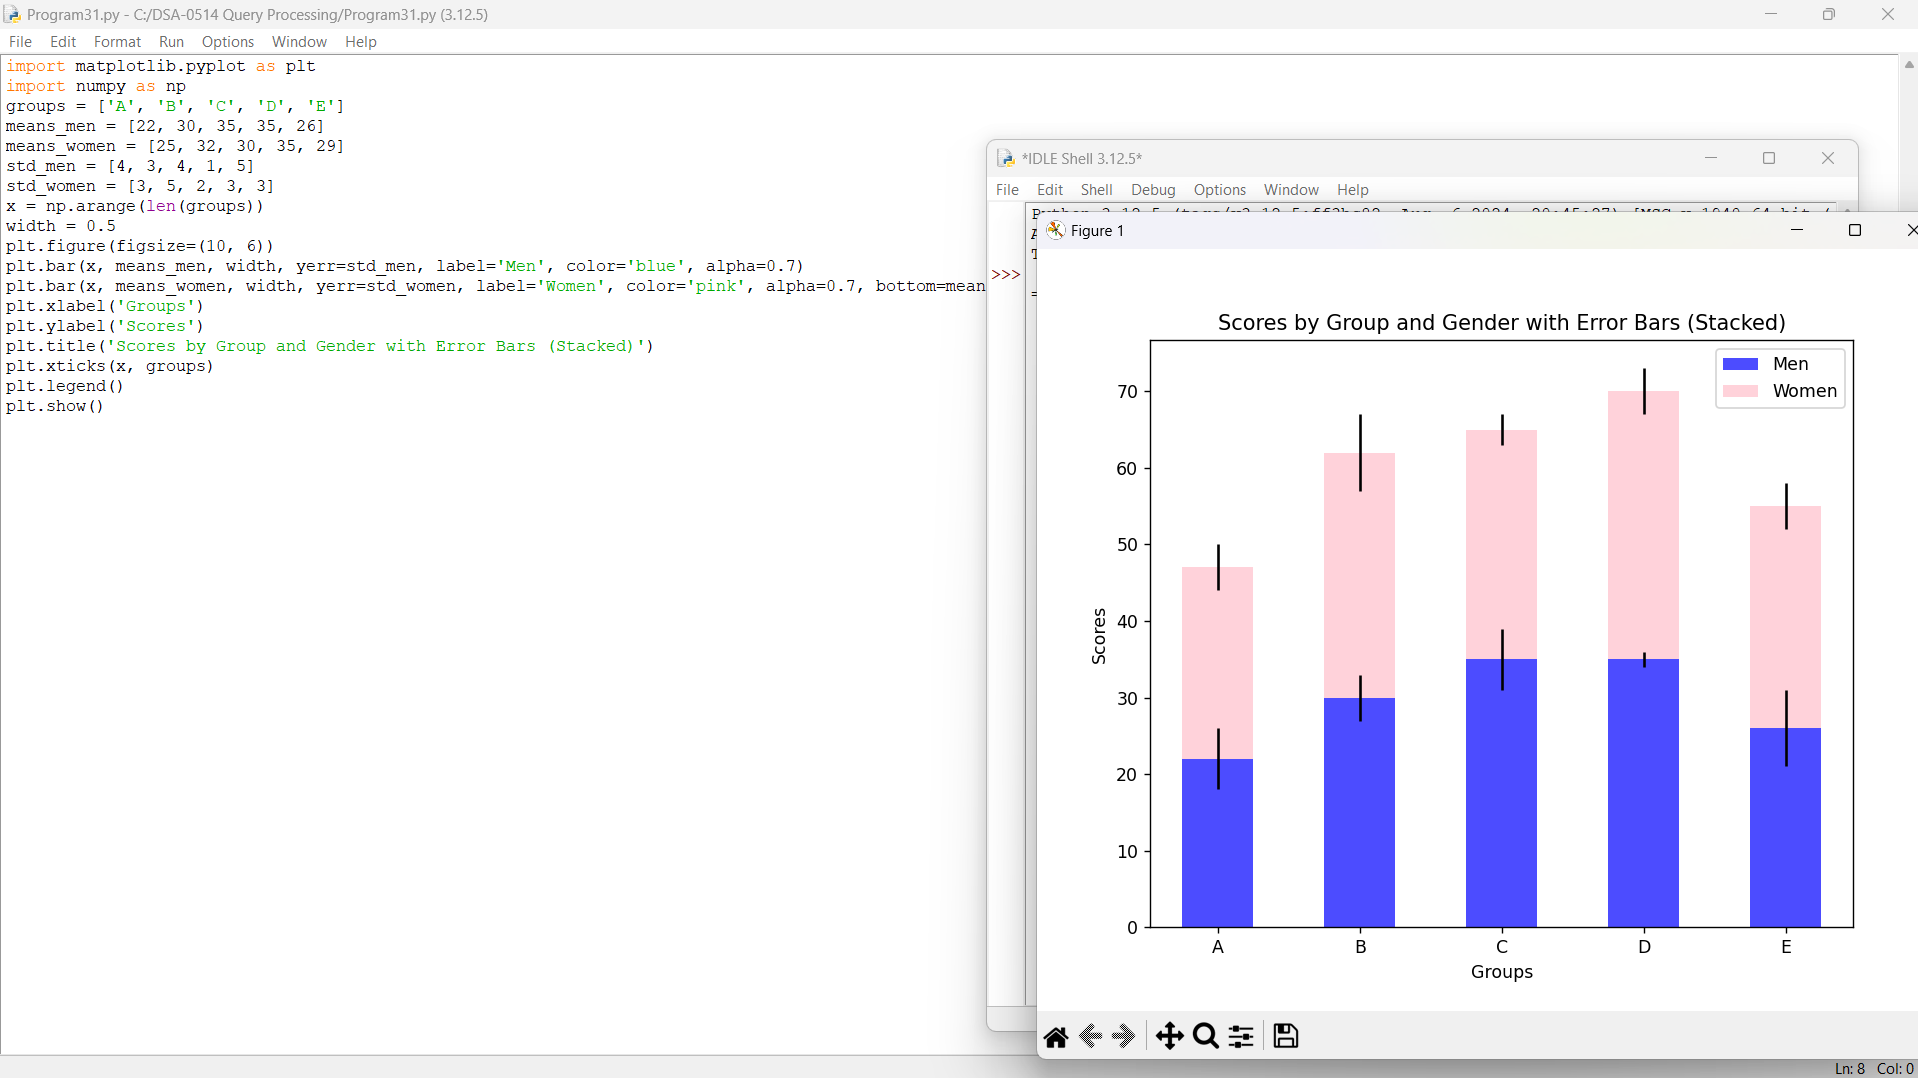 Program31.py - C:/DSA-0514 Query Processing/Program31.py (3.12.5)
File Edit Format Run Options Window Help
import matplotlib.pyplot as plt
import numpy as np
groups = ['A', 'B', 'C', 'D', 'E']
means_men = [22, 30, 35, 35, 26]
means_women = [25, 32, 30, 35, 29]
std_men = [4, 3, 4, 1, 5]
std_women = [3, 5, 2, 3, 3]
x = np.arange(len(groups))
width = 0.5
plt.figure(figsize=(10, 6))
plt.bar(x, means_men, width, yerr=std_men, label='Men', color='blue', alpha=0.7)
plt.bar(x, means_women, width, yerr=std_women, label='Women', color='pink', alpha=0.7, bottom=mean
plt.xlabel('Groups')
plt.ylabel('Scores')
plt.title('Scores by Group and Gender with Error Bars (Stacked)')
plt.xticks(x, groups)
plt.legend()
plt.show()
*IDLE Shell 3.12.5*
File Edit Shell Debug Options Window Help
>>>
Figure 1
Scores by Group and Gender with Error Bars (Stacked)
Men
Women
70
60
50
40
30
20
10
0
Scores
A B C D E
Groups
Ln: 8 Col: 0